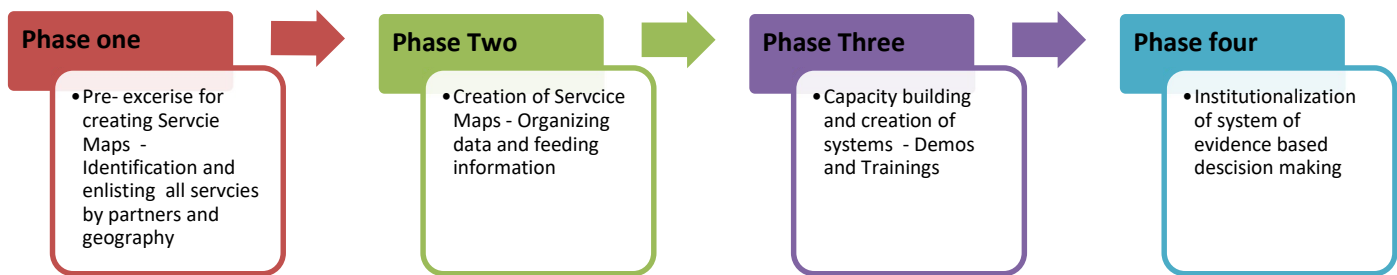 Phase one
•Pre- excerise for
creating Servcie
Maps -
Identification and
enlisting all servcies
by partners and
geography
Phase Two
•Creation of Servcice
Maps - Organizing
data and feeding
information
Phase Three
•Capacity building
and creation of
systems - Demos
and Trainings
Phase four
•Institutionalization
of system of
evidence based
descision making